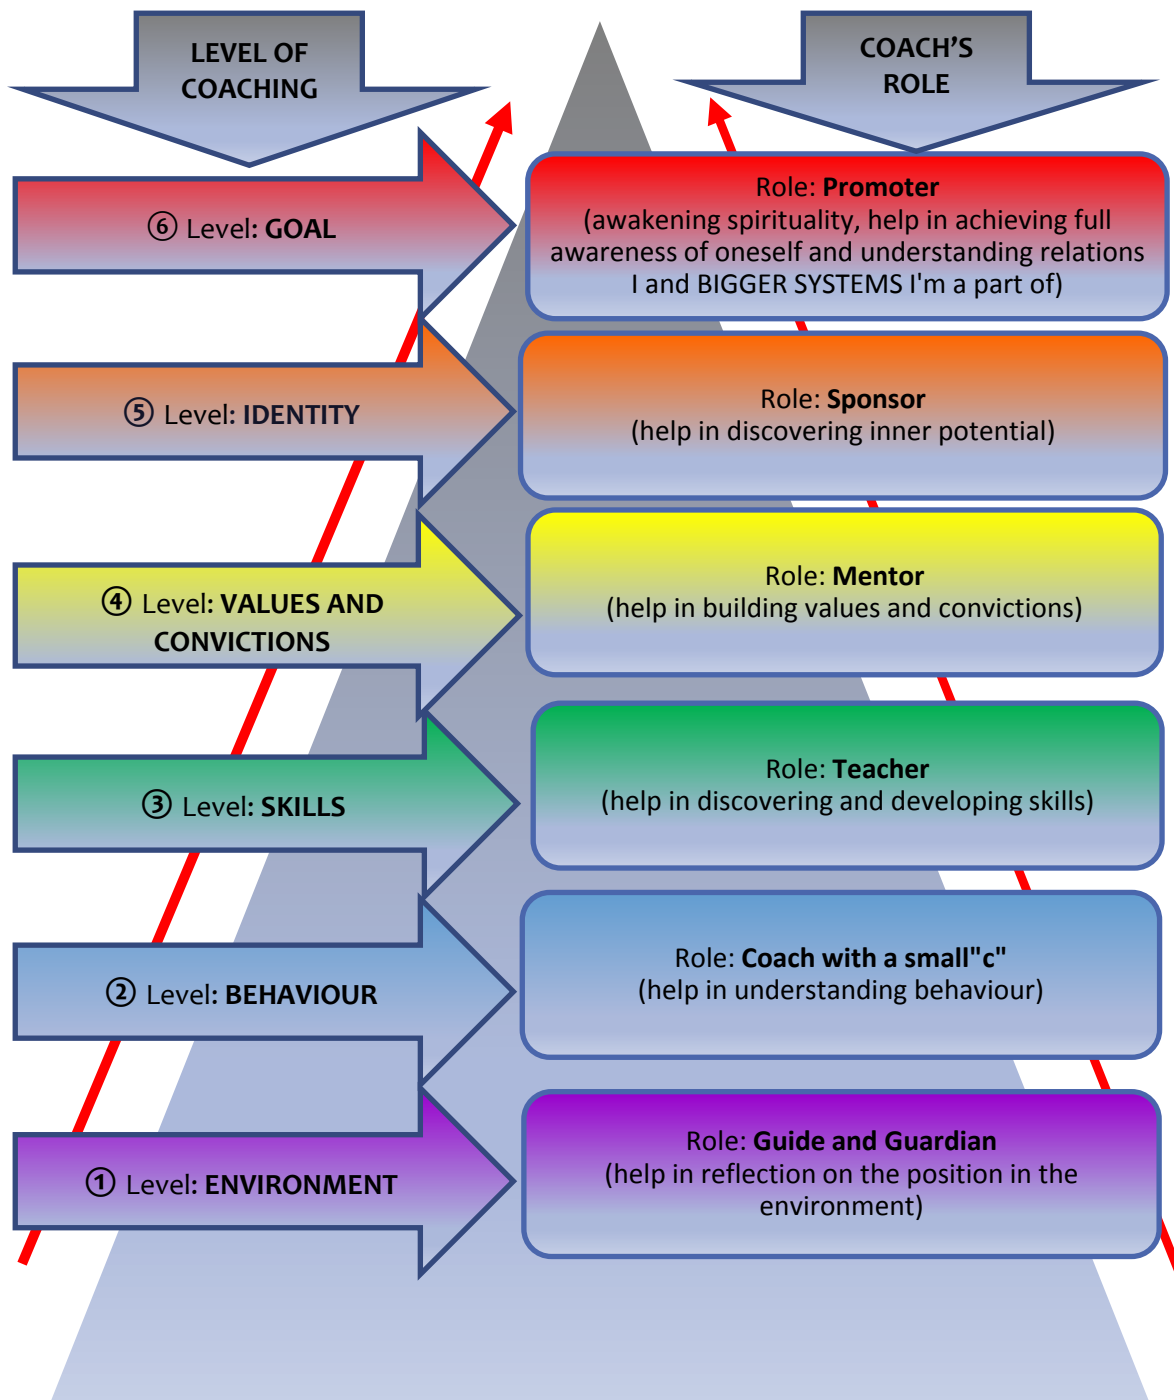 LEVEL OF
COACHING
COACH'S
ROLE
⑥ Level: GOAL
Role: Promoter
(awakening spirituality, help in achieving full
awareness of oneself and understanding relations
I and BIGGER SYSTEMS I'm a part of)
⑤ Level: IDENTITY
Role: Sponsor
(help in discovering inner potential)
④ Level: VALUES AND
CONVICTIONS
Role: Mentor
(help in building values and convictions)
③ Level: SKILLS
Role: Teacher
(help in discovering and developing skills)
② Level: BEHAVIOUR
Role: Coach with a small"c"
(help in understanding behaviour)
① Level: ENVIRONMENT
Role: Guide and Guardian
(help in reflection on the position in the
environment)